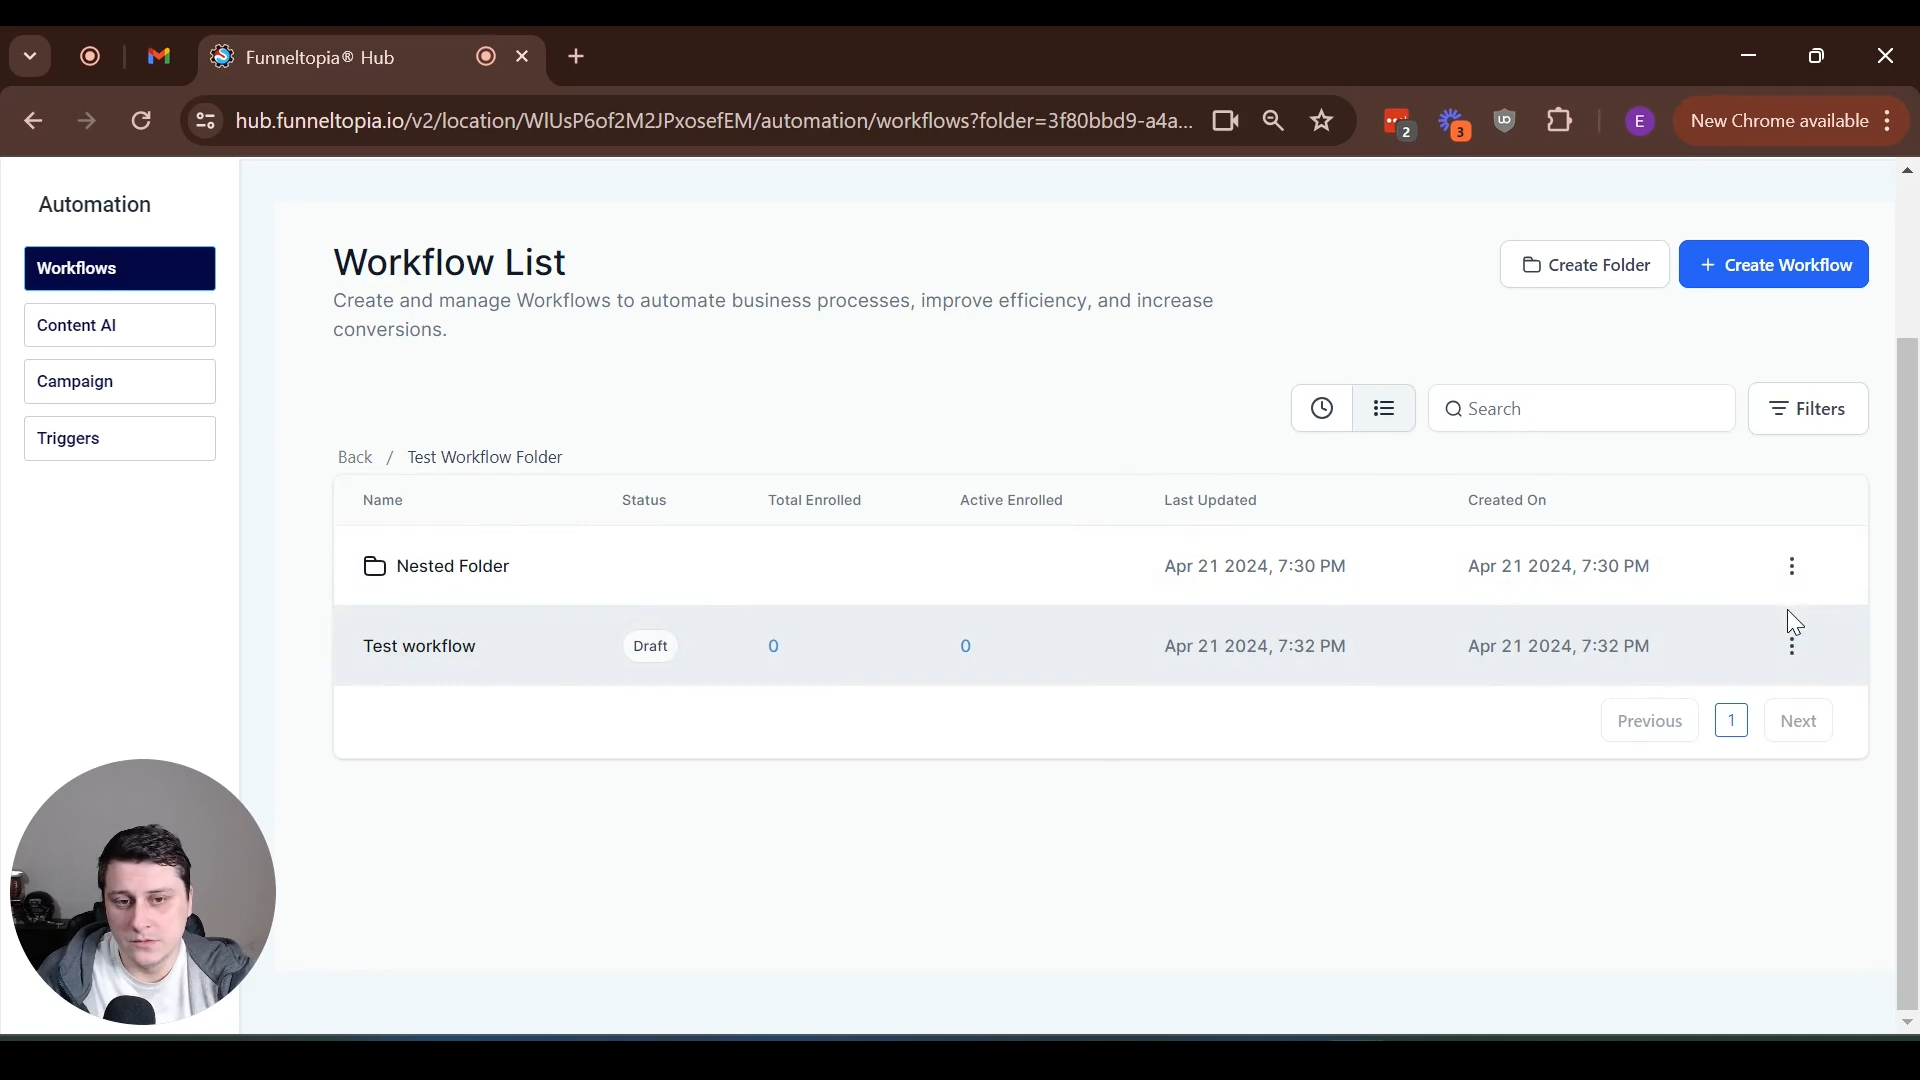 Funneltopia® Hub
hub.funneltopia.io/v2/location/WlUsP6of2M2JPxosefEM/automation/workflows?folder=3f80bbd9-a4a...
2
3
UD
E
New Chrome available
Automation
Workflows
Content AI
Campaign
Triggers
Workflow List
Create Folder
+ Create Workflow
Create and manage Workflows to automate business processes, improve efficiency, and increase
conversions.
Search
Filters
Back / Test Workflow Folder
Name Status Total Enrolled Active Enrolled Last Updated Created On
Nested Folder Apr 21 2024, 7:30 PM Apr 21 2024, 7:30 PM
Test workflow Draft 0 0 Apr 21 2024, 7:32 PM Apr 21 2024, 7:32 PM
Previous 1 Next